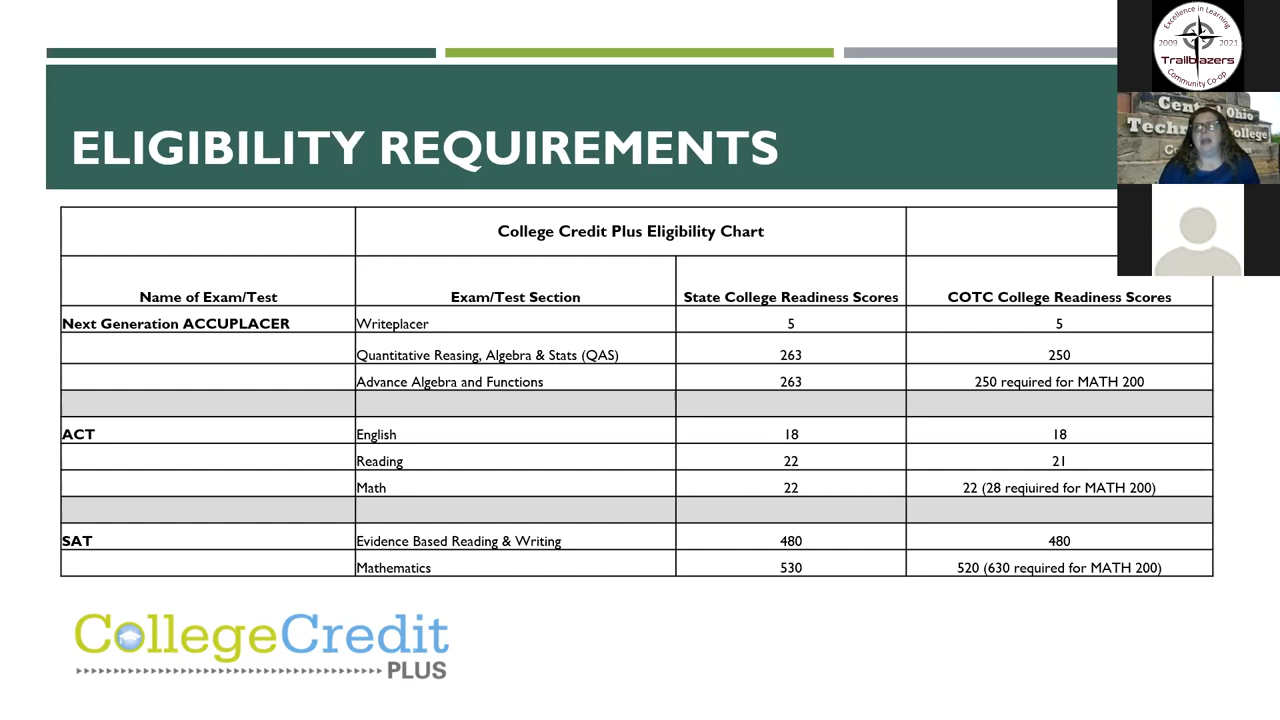 Excellence in Learning
2009 2021
Trailblazers
Community Co-op
Central Ohio
Technical College
ELIGIBILITY REQUIREMENTS
College Credit Plus Eligibility Chart
Name of Exam/Test Exam/Test Section State College Readiness Scores COTC College Readiness Scores
Next Generation ACCUPLACER Writeplacer 5 5
Quantitative Reasing, Algebra & Stats (QAS) 263 250
Advance Algebra and Functions 263 250 required for MATH 200
ACT English 18 18
Reading 22 21
Math 22 22 (28 reqiuired for MATH 200)
SAT Evidence Based Reading & Writing 480 480
Mathematics 530 520 (630 required for MATH 200)
CollegeCredit
PLUS